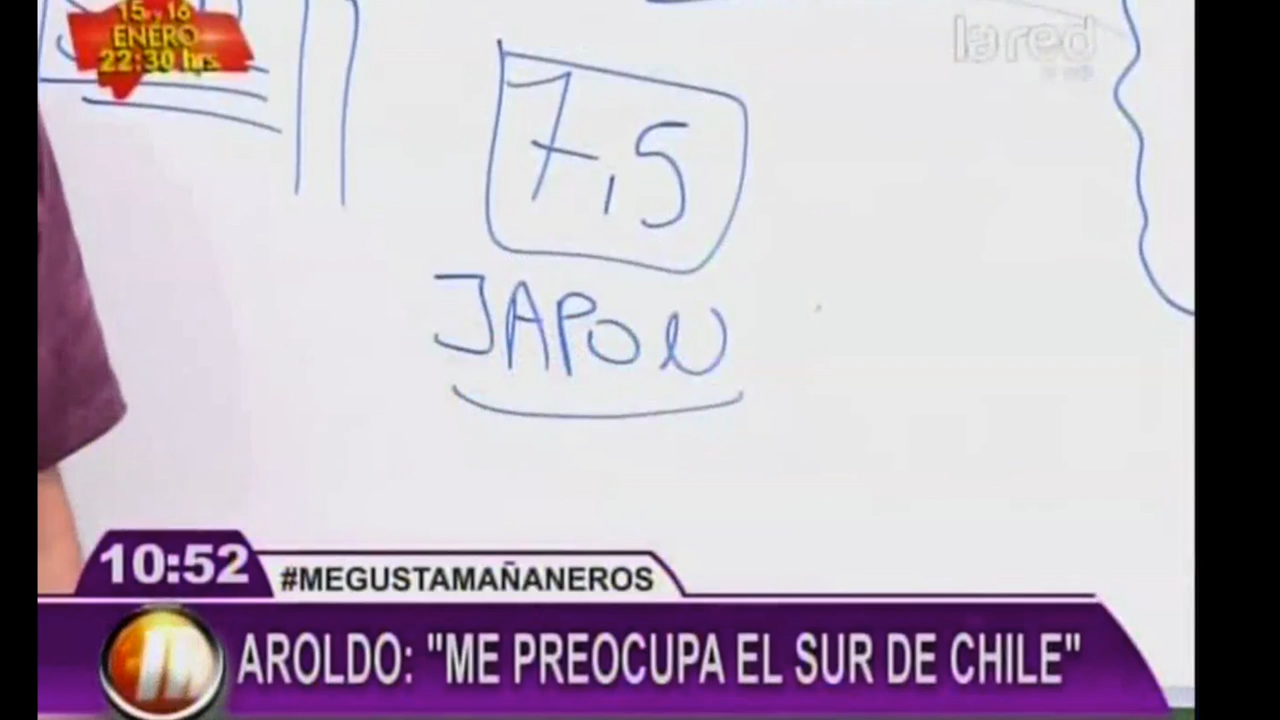 15 y 16
ENERO
22:30 hrs.
la red
7,5
JAPON
10:52
#MEGUSTAMAÑANEROS
AROLDO: "ME PREOCUPA EL SUR DE CHILE"